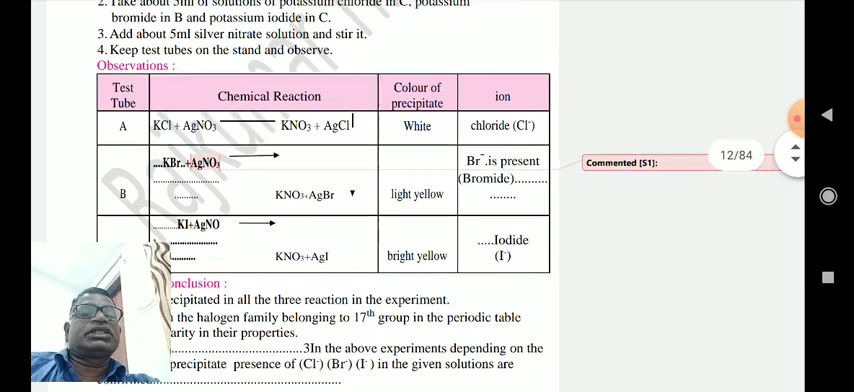 2. Take about 5ml of solutions of potassium chloride in C, potassium
bromide in B and potassium iodide in C.
3. Add about 5ml silver nitrate solution and stir it.
4. Keep test tubes on the stand and observe.
Observations :
Test Tube Chemical Reaction Colour of precipitate ion
A KCl + AgNO₃ KNO₃ + AgCl White chloride (Cl⁻)
B ....KBr..+AgNO₃ .......................... ......... KNO₃+AgBr light yellow Br⁻.is present (Bromide).......... ........
...........KI+AgNO .................. .......... KNO₃+AgI bright yellow .....Iodide (I⁻)
Commented [S1]:
12/84
onclusion :
ecipitated in all the three reaction in the experiment.
the halogen family belonging to 17th group in the periodic table
arity in their properties.
.......................................3In the above experiments depending on the
precipitate presence of (Cl⁻) (Br⁻) (I⁻) in the given solutions are